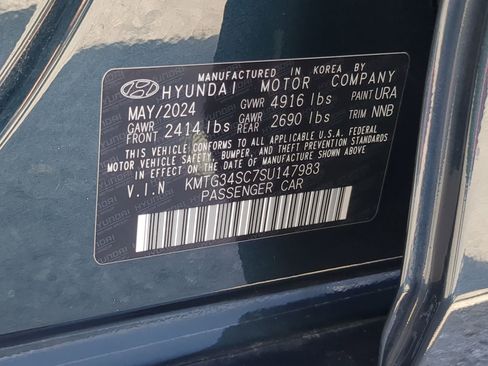 MANUFACTURED IN KOREA BY
HYUNDAI MOTOR COMPANY
MAY/2024 GVWR 4916 lbs PAINT URA
GAWR FRONT 2414 lbs GAWR REAR 2690 lbs TRIM NNB
THIS VEHICLE CONFORMS TO ALL APPLICABLE U.S.A. FEDERAL
MOTOR VEHICLE SAFETY, BUMPER, AND THEFT PREVENTION STANDARDS
IN EFFECT ON THE DATE OF MANUFACTURE SHOWN ABOVE.
V.I.N KMTG34SC7SU147983
PASSENGER CAR